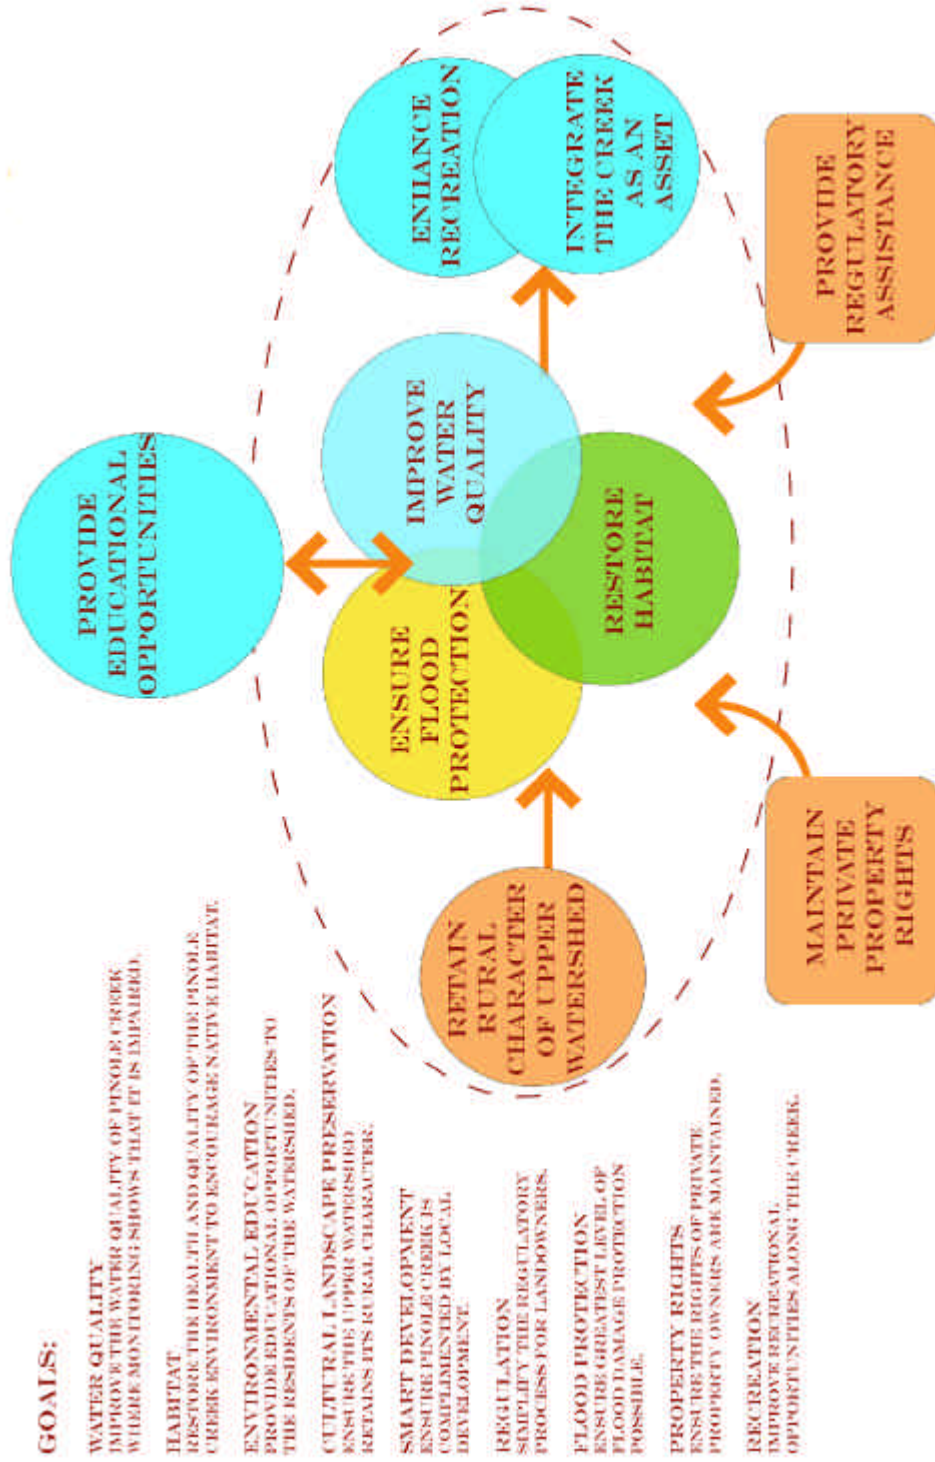 GOALS:
WATER QUALITY
IMPROVE THE WATER QUALITY OF PINOLE CREEK
WHERE MONITORING SHOWS THAT IT IS IMPARED.
HABITAT
RESTORE THE HEALTH AND QUALITY OF THE PINOLE
CREEK ENVIRONMENT TO ENCOURAGE NATIVE HABITAT.
ENVIRONMENTAL EDUCATION
PROVIDE EDUCATIONAL OPPORTUNITIES TO
THE RESIDENTS OF THE WATERSHED.
CULTURAL LANDSCAPE PRESERVATION
ENSURE THE UPPER WATERSHED
RETAINS ITS RURAL CHARACTER.
SMART DEVELOPMENT
ENSURE PINOLE CREEK IS
COMPLIMENTED BY LOCAL
DEVELOPMENT.
REGULATION
SIMPLIFY THE REGULATORY
PROCESS FOR LANDOWNERS.
FLOOD PROTECTION
ENSURE GREATEST LEVEL OF
FLOOD DAMAGE PROTECTION
POSSIBLE.
PROPERTY RIGHTS
ENSURE THE RIGHTS OF PRIVATE
PROPERTY OWNERS ARE MAINTAINED.
RECREATION
IMPROVE RECREATIONAL
OPPORTUNITIES ALONG THE CREEK.
PROVIDE
EDUCATIONAL
OPPORTUNITIES
RETAIN
RURAL
CHARACTER
OF UPPER
WATERSHED
ENSURE
FLOOD
PROTECTION
IMPROVE
WATER
QUALITY
RESTORE
HABITAT
ENHANCE
RECREATION
INTEGRATE
THE CREEK
AS AN
ASSET
MAINTAIN
PRIVATE
PROPERTY
RIGHTS
PROVIDE
REGULATORY
ASSISTANCE